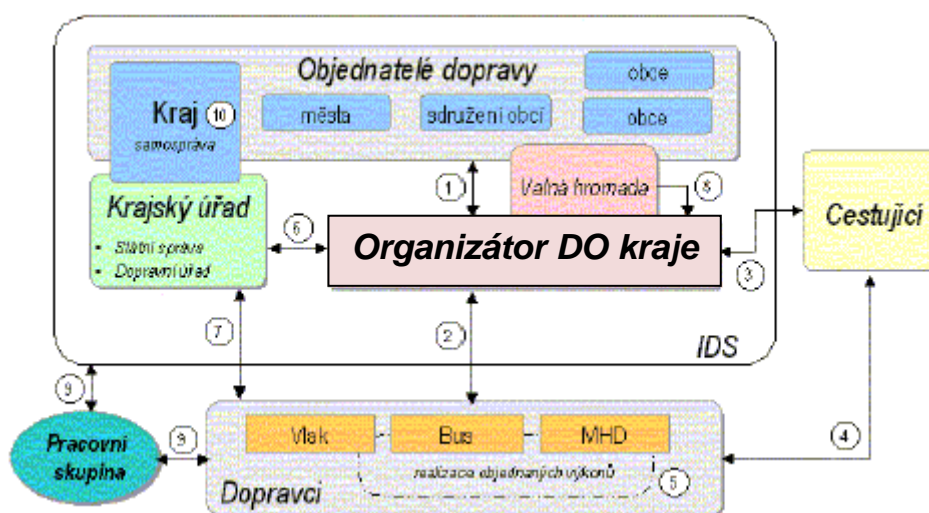 Objednatelé dopravy
obce
Kraj 10
samospráva
města
sdružení obcí
obce
1
Valná hromada
8
Krajský úřad
• Státní správa
• Dopravní úřad
6
Organizátor DO kraje
Cestující
3
7
2
IDS
9
Pracovní
skupina
9
Vlak
Bus
MHD
4
realizace objednaných výkonů
5
Dopravci